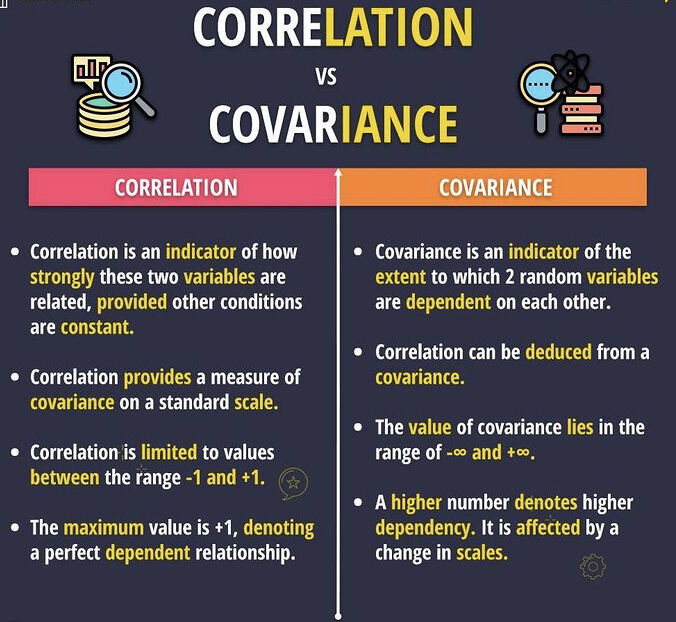 CORRELATION
VS
COVARIANCE
CORRELATION
• Correlation is an indicator of how
strongly these two variables are
related, provided other conditions
are constant.
• Correlation provides a measure of
covariance on a standard scale.
• Correlation is limited to values
between the range -1 and +1.
• The maximum value is +1, denoting
a perfect dependent relationship.
COVARIANCE
• Covariance is an indicator of the
extent to which 2 random variables
are dependent on each other.
• Correlation can be deduced from a
covariance.
• The value of covariance lies in the
range of -∞ and +∞.
• A higher number denotes higher
dependency. It is affected by a
change in scales.